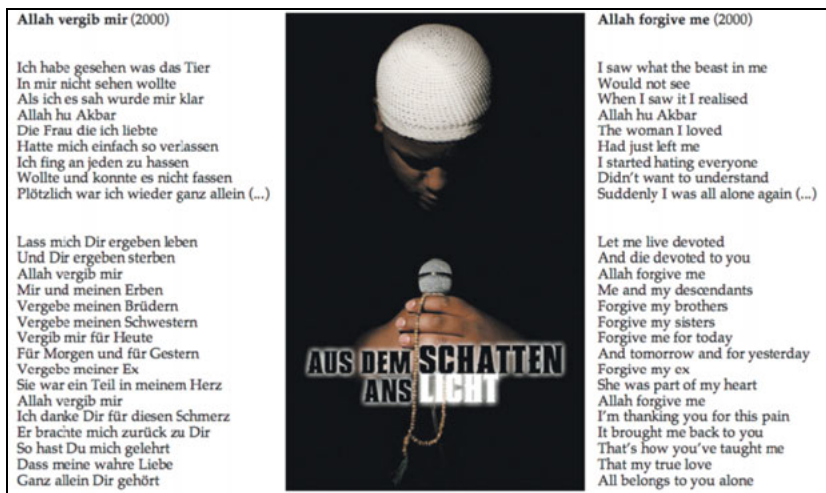 Allah vergib mir (2000)
Ich habe gesehen was das Tier
In mir nicht sehen wollte
Als ich es sah wurde mir klar
Allah hu Akbar
Die Frau die ich liebte
Hatte mich einfach so verlassen
Ich fing an jeden zu hassen
Wollte und konnte es nicht fassen
Plötzlich war ich wieder ganz allein (...)
Lass mich Dir ergeben leben
Und Dir ergeben sterben
Allah vergib mir
Mir und meinen Erben
Vergebe meinen Brüdern
Vergebe meinen Schwestern
Vergib mir für Heute
Für Morgen und für Gestern
Vergebe meiner Ex
Sie war ein Teil in meinem Herz
Allah vergib mir
Ich danke Dir für diesen Schmerz
Er brachte mich zurück zu Dir
So hast Du mich gelehrt
Dass meine wahre Liebe
Ganz allein Dir gehört
AUS DEM SCHATTEN
ANS LICHT
Allah forgive me (2000)
I saw what the beast in me
Would not see
When I saw it I realised
Allah hu Akbar
The woman I loved
Had just left me
I started hating everyone
Didn't want to understand
Suddenly I was all alone again (...)
Let me live devoted
And die devoted to you
Allah forgive me
Me and my descendants
Forgive my brothers
Forgive my sisters
Forgive me for today
And tomorrow and for yesterday
Forgive my ex
She was part of my heart
Allah forgive me
I'm thanking you for this pain
It brought me back to you
That's how you've taught me
That my true love
All belongs to you alone